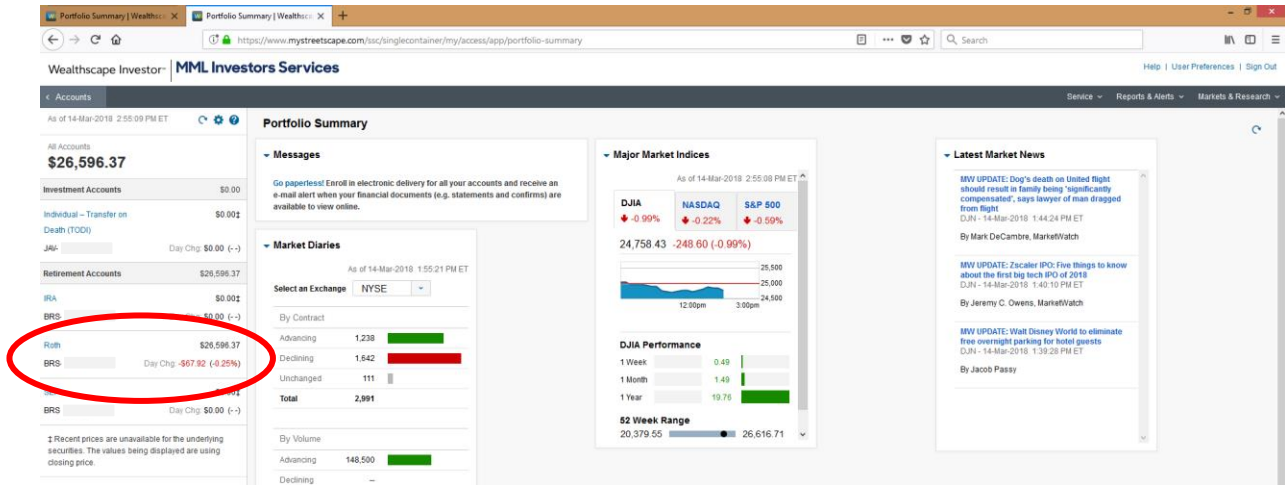 Portfolio Summary | Wealthsca
Portfolio Summary | Wealthsca
https://www.mystreetscape.com/ssc/singlecontainer/my/access/app/portfolio-summary
Search
Wealthscape Investor | MML Investors Services
Help | User Preferences | Sign Out
< Accounts
Service
Reports & Alerts
Markets & Research
As of 14-Mar-2018 2:55:09 PM ET
All Accounts
$26,596.37
Investment Accounts $0.00
Individual – Transfer on $0.00‡
Death (TODI)
Day Chg: $0.00 (- -)
Retirement Accounts $26,596.37
IRA $0.00‡
BRS-
Day Chg: $0.00 (- -)
Roth $26,596.37
BRS- Day Chg: -$67.92 (-0.25%)
BRS Day Chg: $0.00 (- -)
‡ Recent prices are unavailable for the underlying
securities. The values being displayed are using
closing price.
Portfolio Summary
Messages
Go paperless! Enroll in electronic delivery for all your accounts and receive an
e-mail alert when your financial documents (e.g. statements and confirms) are
available to view online.
Market Diaries
As of 14-Mar-2018 1:55:21 PM ET
Select an Exchange NYSE
By Contract
Advancing 1,238
Declining 1,642
Unchanged 111
Total 2,991
By Volume
Advancing 148,500
Declining –
Major Market Indices
As of 14-Mar-2018 2:55:08 PM ET
DJIA NASDAQ S&P 500
-0.99% -0.22% -0.59%
24,758.43 -248.60 (-0.99%)
25,500
25,000
24,500
12:00pm 3:00pm
DJIA Performance
1 Week 0.49
1 Month 1.49
1 Year 19.76
52 Week Range
20,379.55 26,616.71
Latest Market News
MW UPDATE: Dog's death on United flight
should result in family being 'significantly
compensated', says lawyer of man dragged
from flight
DJN - 14-Mar-2018 1:44:24 PM ET
By Mark DeCambre, MarketWatch
MW UPDATE: Zscaler IPO: Five things to know
about the first big tech IPO of 2018
DJN - 14-Mar-2018 1:40:10 PM ET
By Jeremy C. Owens, MarketWatch
MW UPDATE: Walt Disney World to eliminate
free overnight parking for hotel guests
DJN - 14-Mar-2018 1:39:28 PM ET
By Jacob Passy